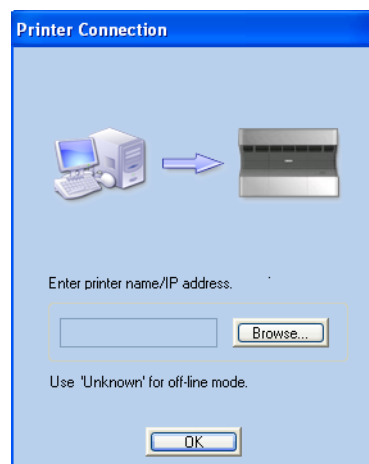 Printer Connection
Enter printer name/IP address.
Browse...
Use 'Unknown' for off-line mode.
OK